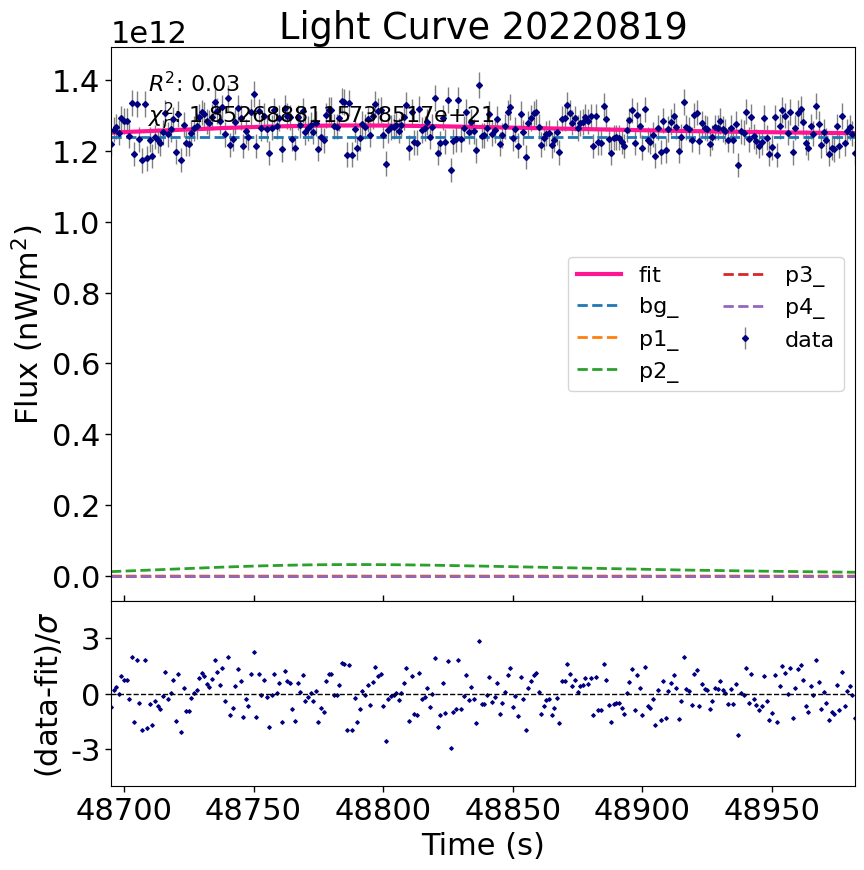 Light Curve 20220819
1e12
R²: 0.03
1.4
1.2
1.0
0.8
0.6
0.4
0.2
0.0
Flux (nW/m²)
fit
bg_
p1_
p2_
p3_
p4_
data
3
0
-3
(data-fit)/σ
48700 48750 48800 48850 48900 48950
Time (s)